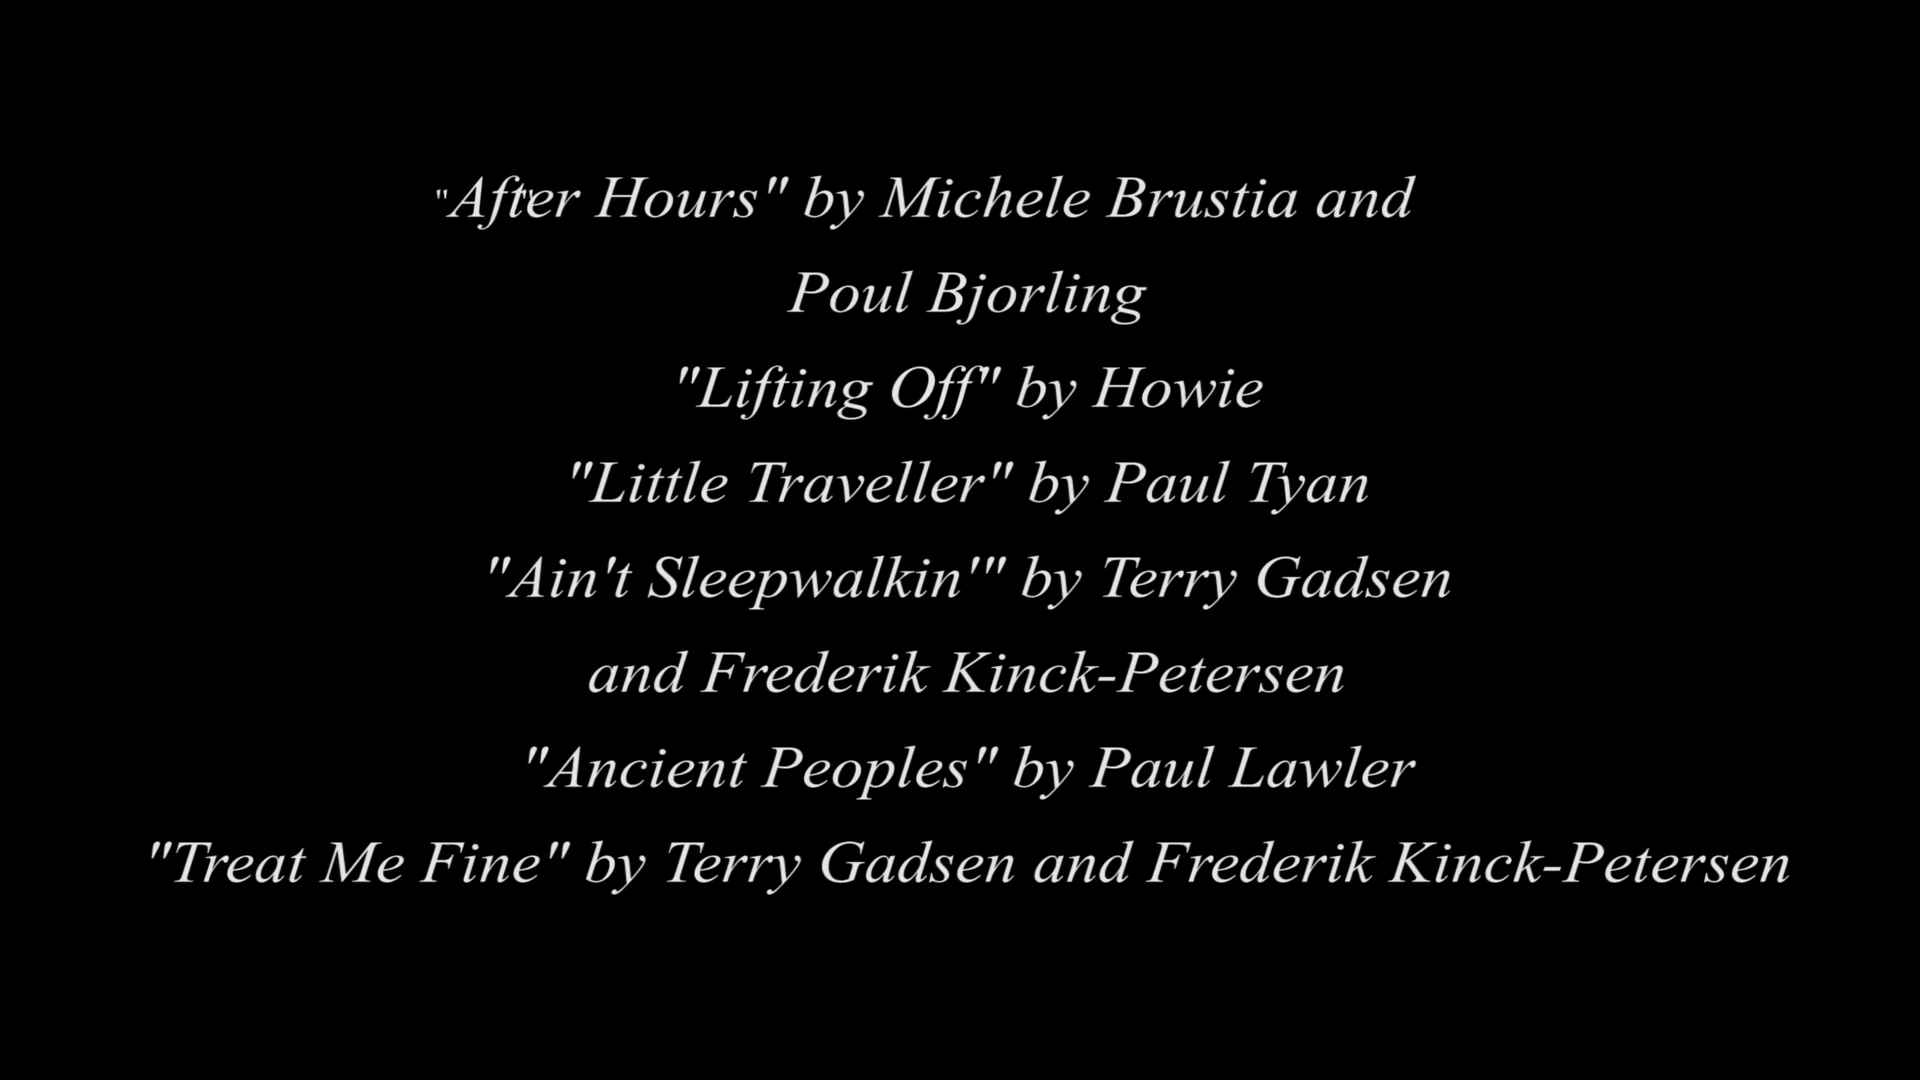 "After Hours" by Michele Brustia and
Poul Bjorling
"Lifting Off" by Howie
"Little Traveller" by Paul Tyan
"Ain't Sleepwalkin'" by Terry Gadsen
and Frederik Kinck-Petersen
"Ancient Peoples" by Paul Lawler
"Treat Me Fine" by Terry Gadsen and Frederik Kinck-Petersen